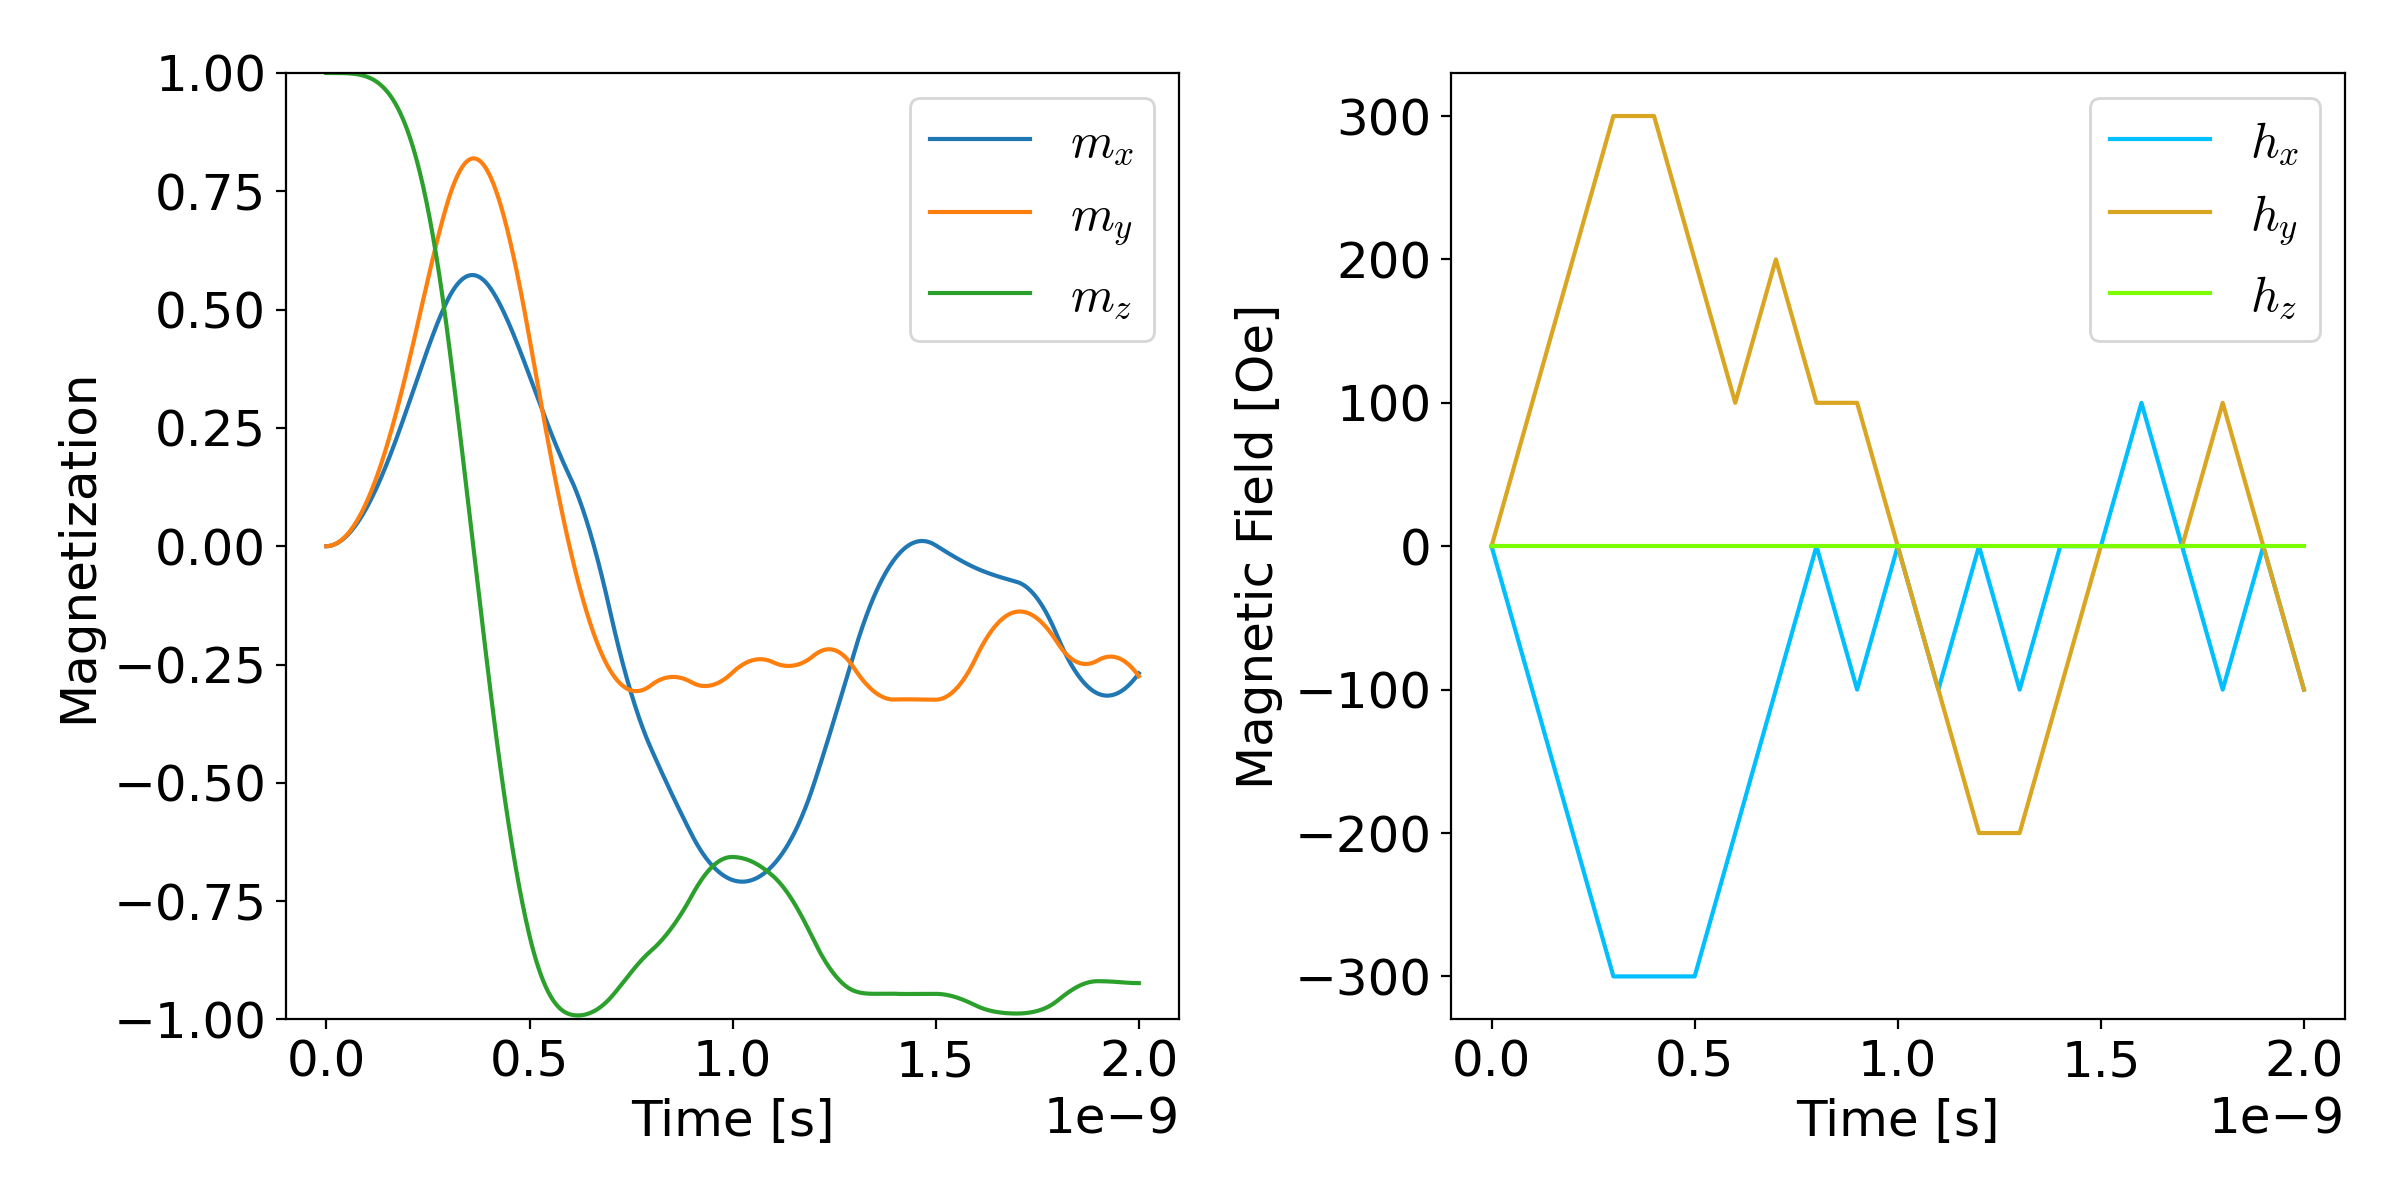 Magnetization
1.00
0.75
0.50
0.25
0.00
−0.25
−0.50
−0.75
−1.00
0.0 0.5 1.0 1.5 2.0
Time [s]
1e−9
m_x
m_y
m_z
Magnetic Field [Oe]
300
200
100
0
−100
−200
−300
0.0 0.5 1.0 1.5 2.0
Time [s]
1e−9
h_x
h_y
h_z